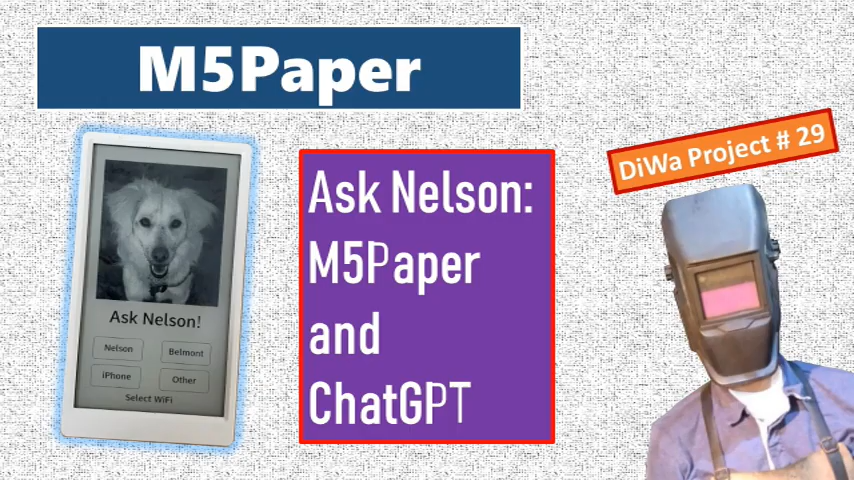 M5Paper
DiWa Project # 29
Ask Nelson:
M5Paper
and
ChatGPT
Ask Nelson!
Nelson
Belmont
iPhone
Other
Select WiFi